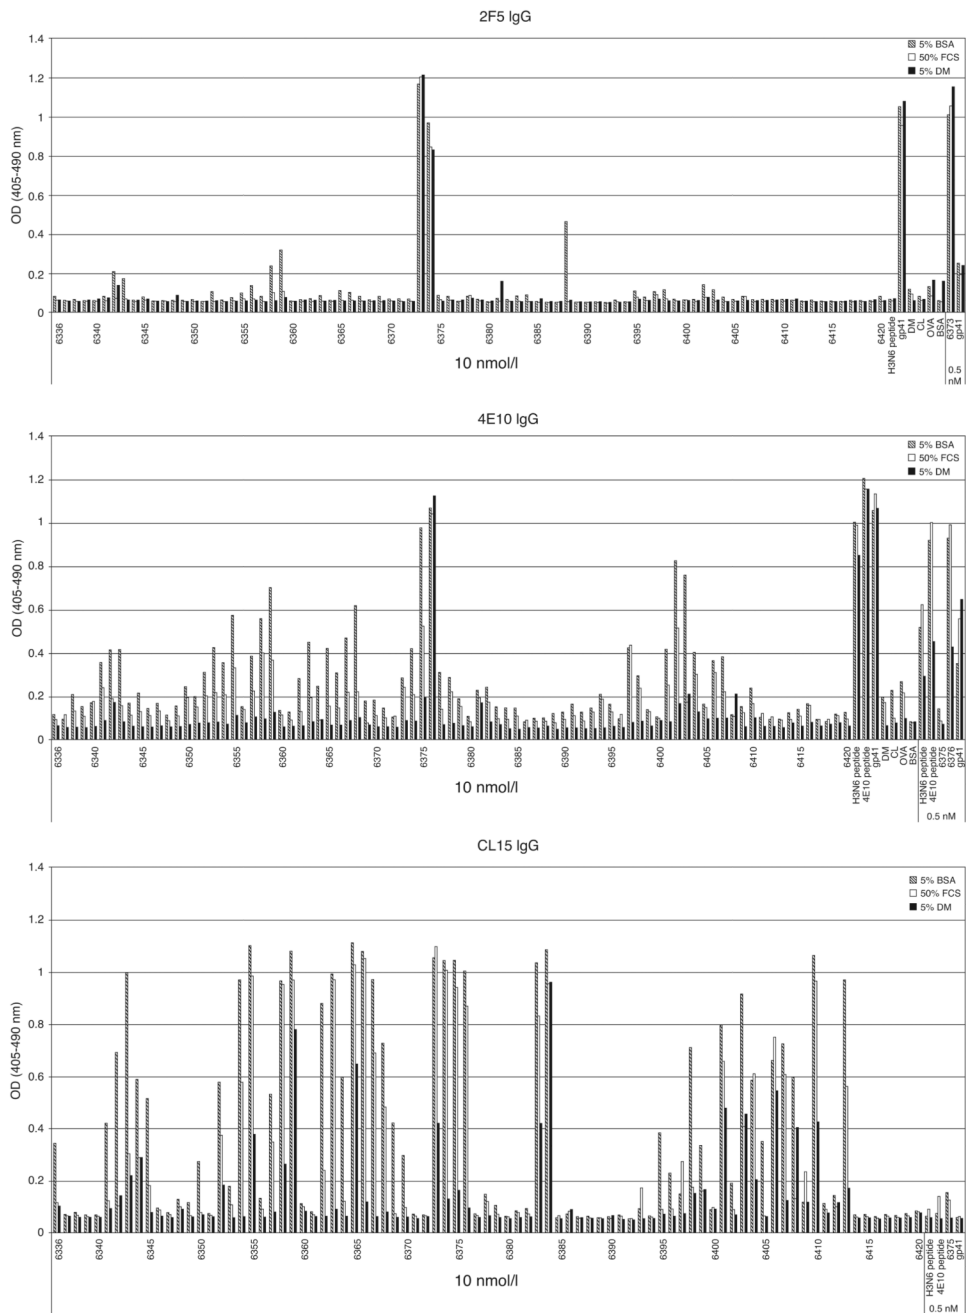 2F5 IgG
1.4
1.2
1
0.8
0.6
0.4
0.2
0
OD (405-490 nm)
5% BSA
50% FCS
5% DM
6336 6340 6345 6350 6355 6360 6365 6370 6375 6380 6385 6390 6395 6400 6405 6410 6415 6420 H3N6 peptide gp41 DM CL OVA BSA 6373 gp41
10 nmol/l
0.5 nM
4E10 IgG
1.4
1.2
1
0.8
0.6
0.4
0.2
0
OD (405-490 nm)
5% BSA
50% FCS
5% DM
6336 6340 6345 6350 6355 6360 6365 6370 6375 6380 6385 6390 6395 6400 6405 6410 6415 6420 H3N6 peptide 4E10 peptide gp41 DM CL OVA BSA H3N6 peptide 4E10 peptide 6375 6376 gp41
10 nmol/l
0.5 nM
CL15 IgG
1.4
1.2
1
0.8
0.6
0.4
0.2
0
OD (405-490 nm)
5% BSA
50% FCS
5% DM
6336 6340 6345 6350 6355 6360 6365 6370 6375 6380 6385 6390 6395 6400 6405 6410 6415 6420 H3N6 peptide 4E10 peptide 6375 gp41
10 nmol/l
0.5 nM